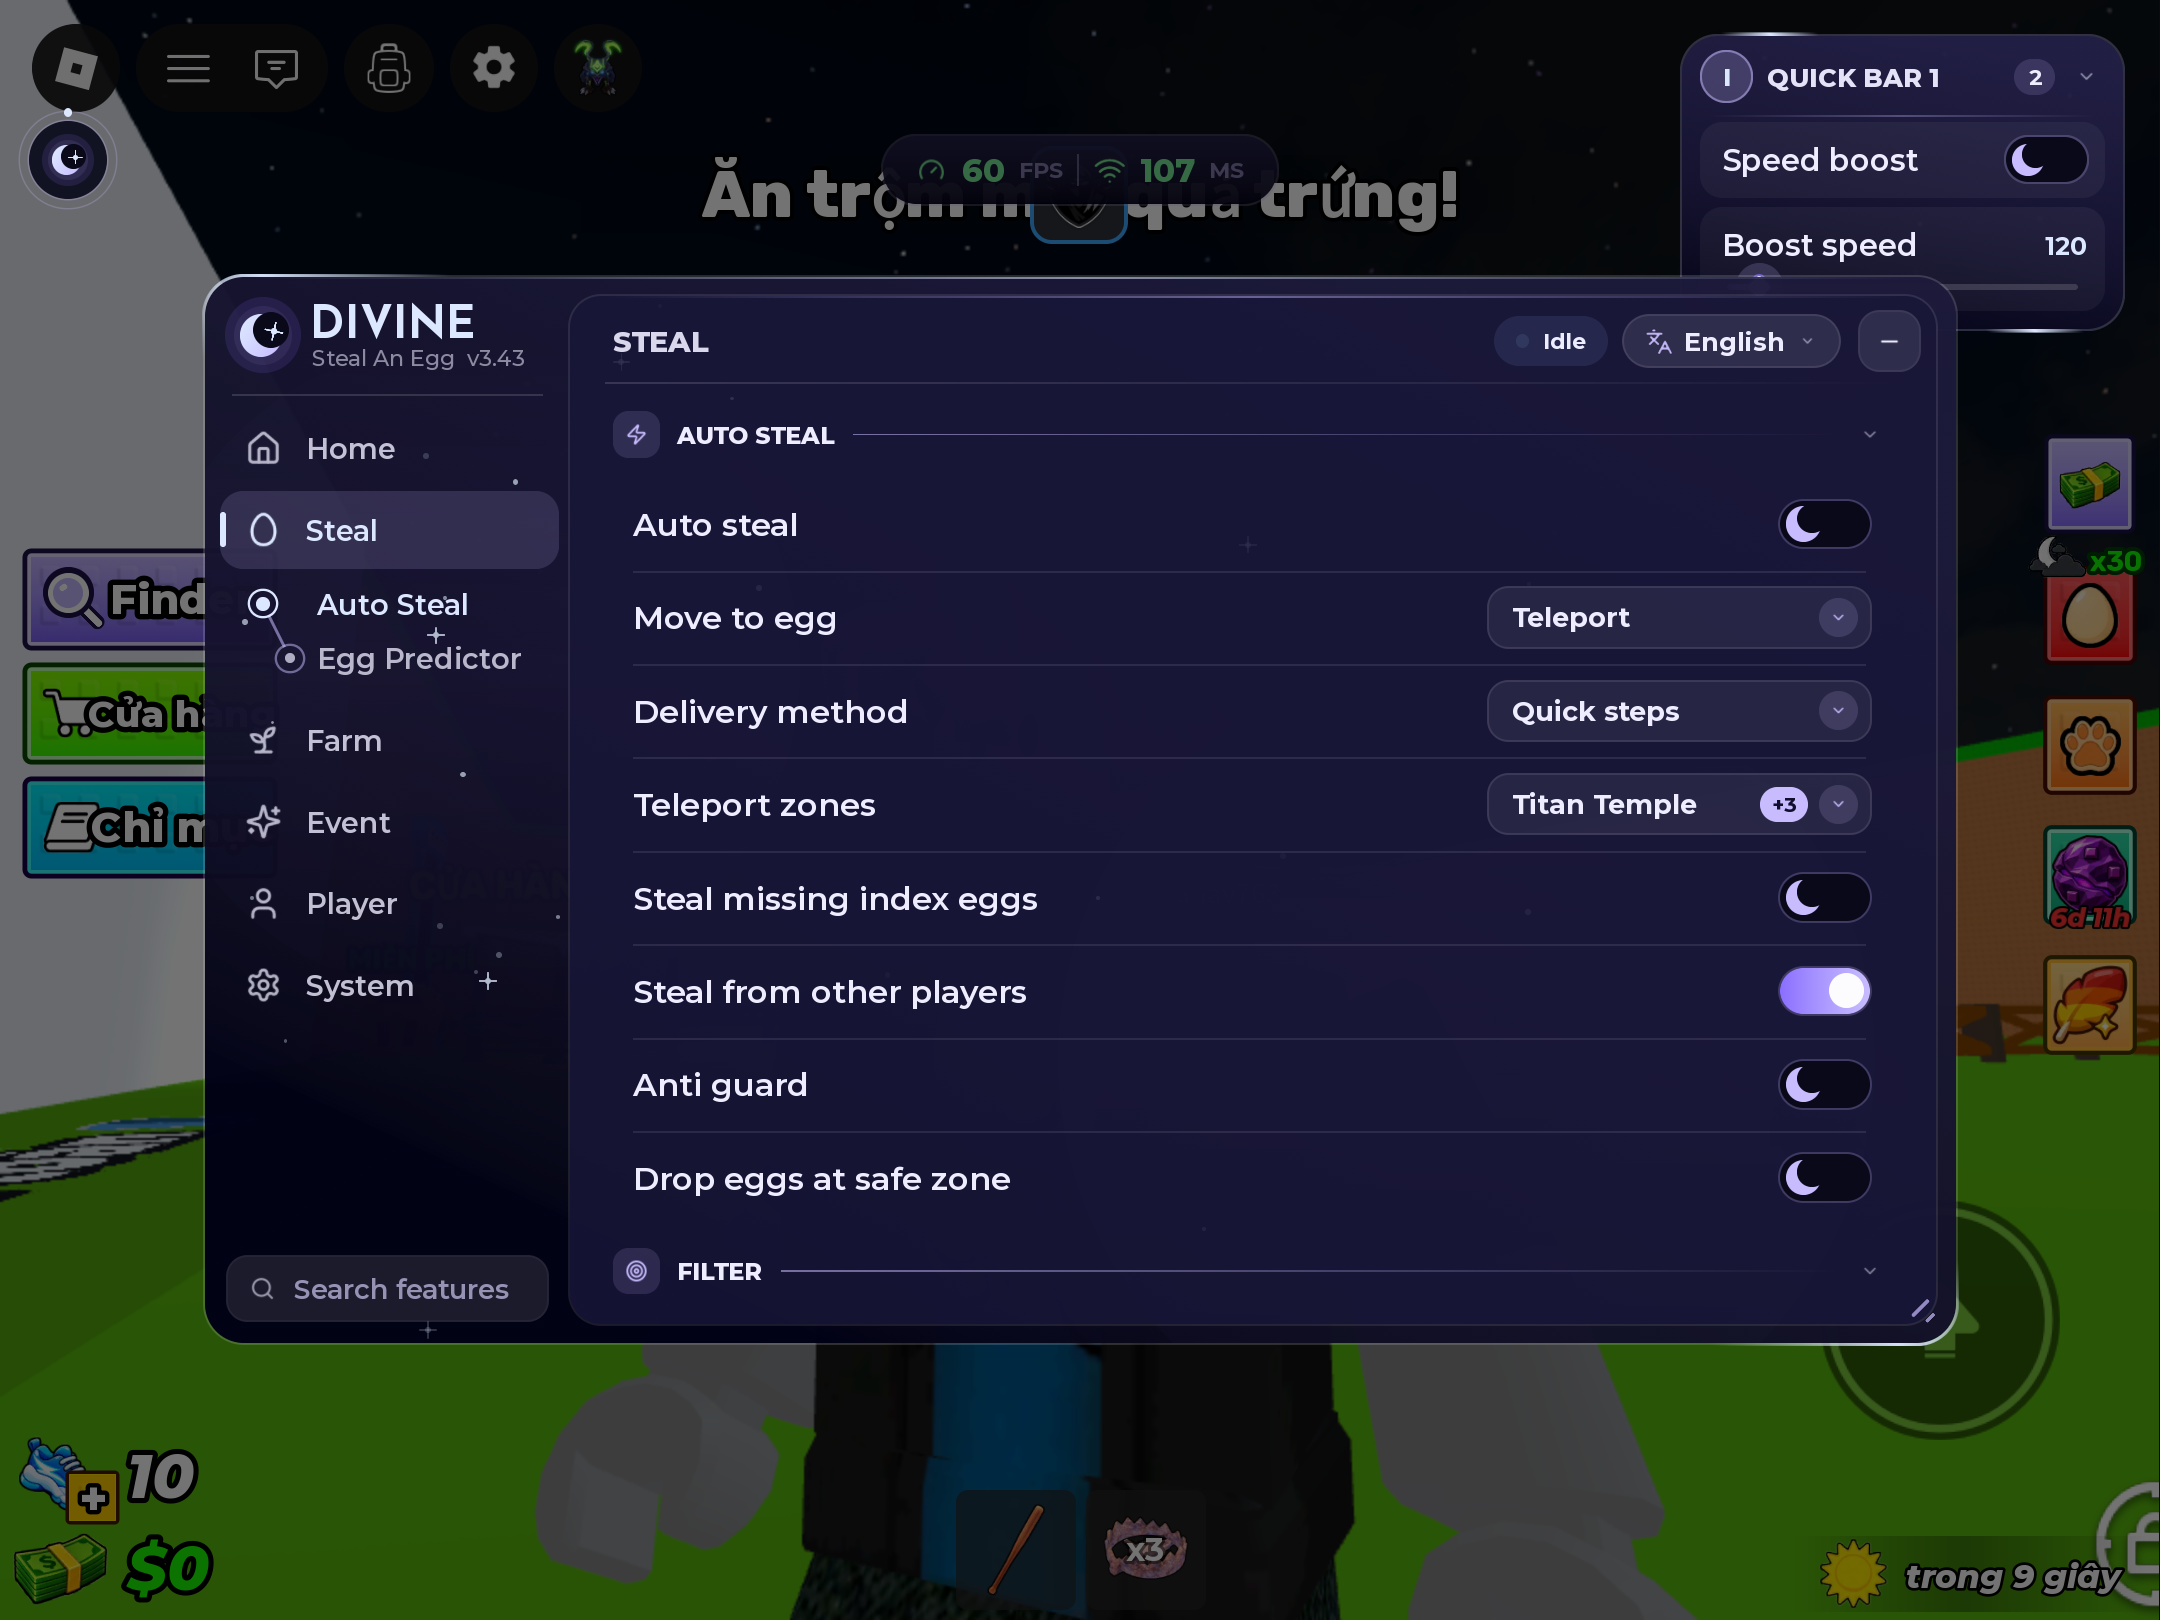 QUICK BAR 1
2
Speed boost
Boost speed
120
60 FPS
107 MS
Ăn trộm một quả trứng!
DIVINE
Steal An Egg v3.43
Home
Steal
Auto Steal
Egg Predictor
Farm
Event
Player
System
Search features
STEAL
Idle
English
AUTO STEAL
Auto steal
Move to egg
Teleport
Delivery method
Quick steps
Teleport zones
Titan Temple
+3
Steal missing index eggs
Steal from other players
Anti guard
Drop eggs at safe zone
FILTER
Cửa hàng
x30
6d 11h
10
$0
x3
trong 9 giây